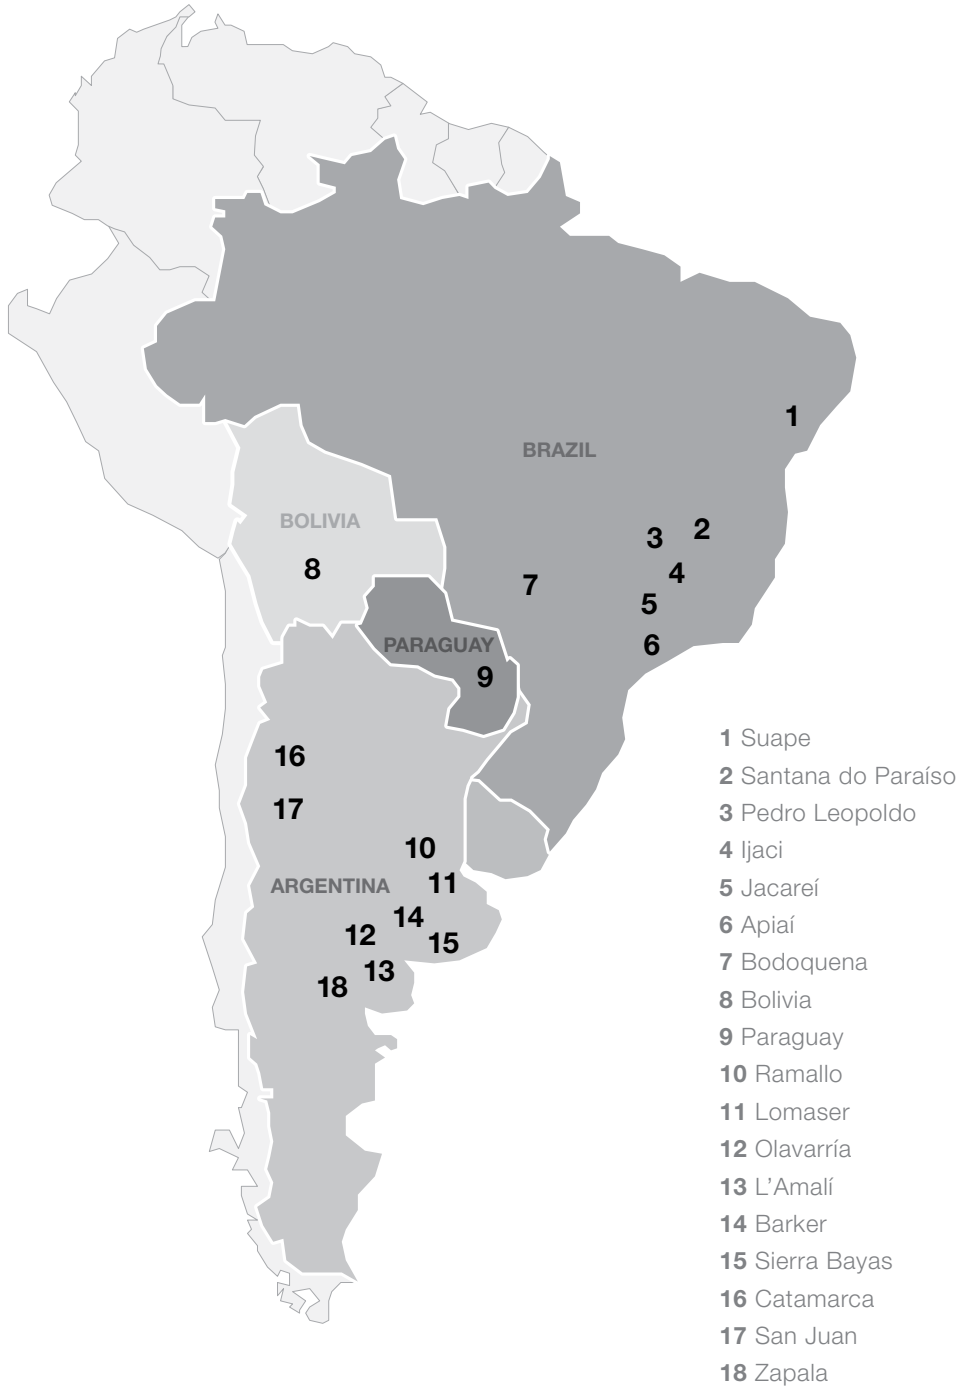 1
BRAZIL
BOLIVIA
2
3
8
4
7
5
6
PARAGUAY
9
16
17
10
ARGENTINA
11
14
12
15
13
18
1 Suape
2 Santana do Paraíso
3 Pedro Leopoldo
4 Ijaci
5 Jacareí
6 Apiaí
7 Bodoquena
8 Bolivia
9 Paraguay
10 Ramallo
11 Lomaser
12 Olavarría
13 L’Amalí
14 Barker
15 Sierra Bayas
16 Catamarca
17 San Juan
18 Zapala